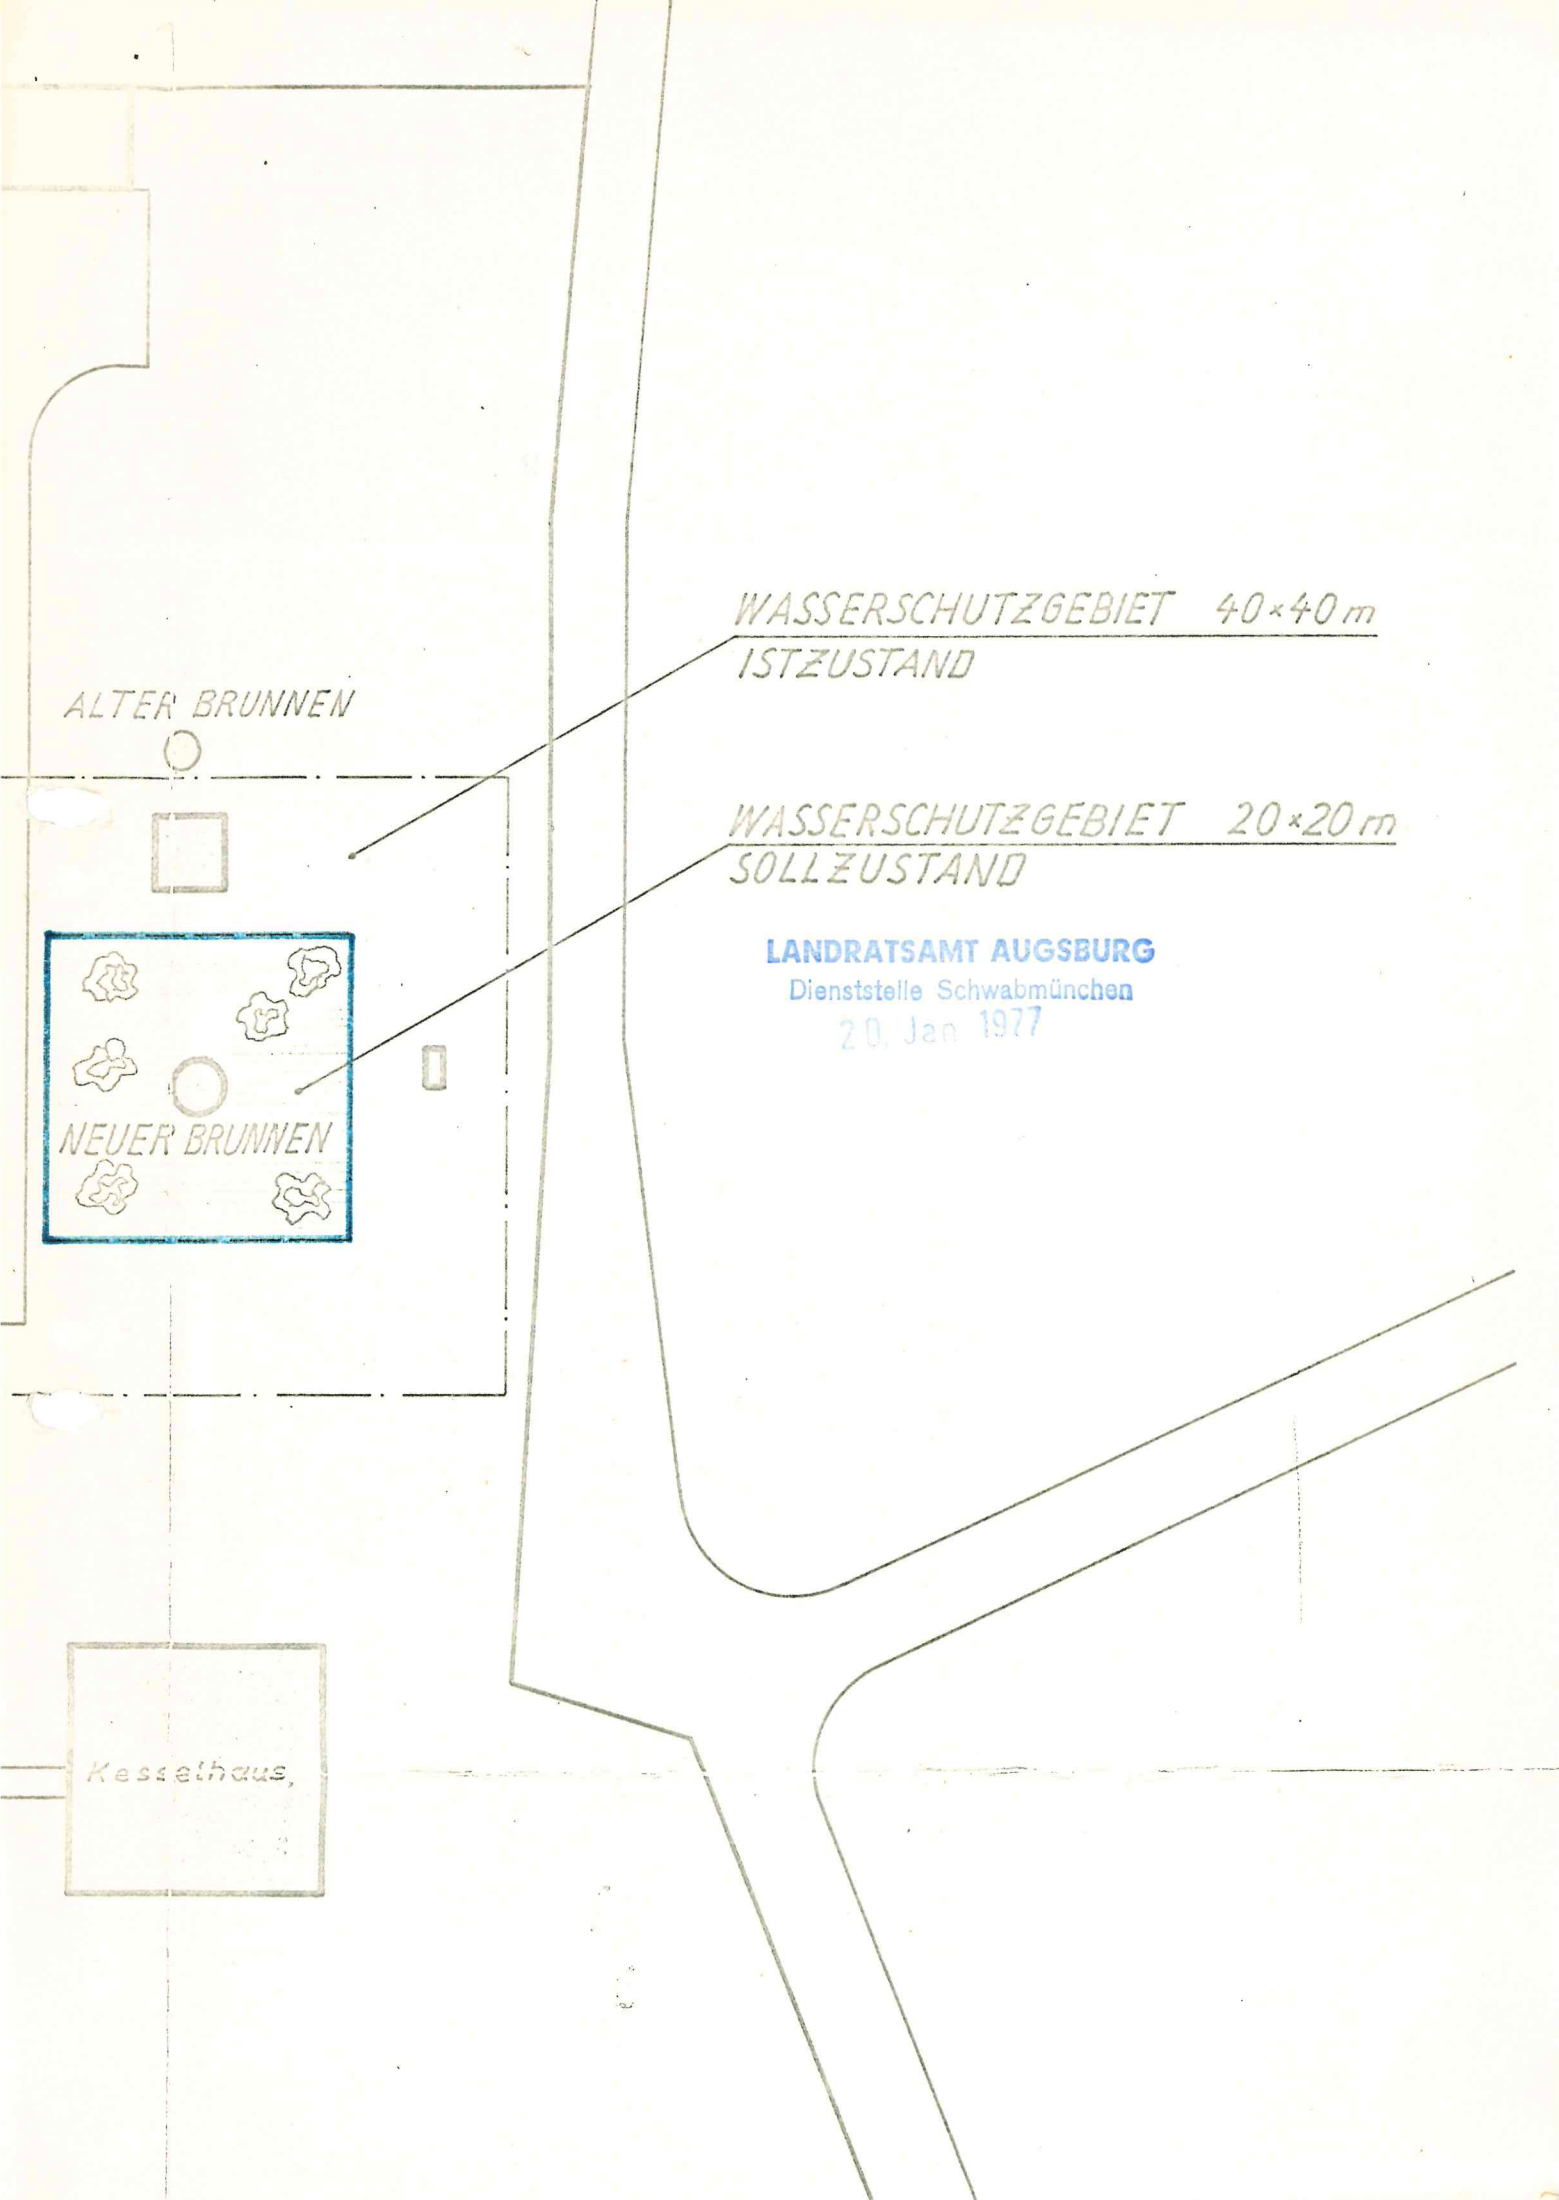 WASSERSCHUTZGEBIET 40×40 m
ISTZUSTAND
ALTER BRUNNEN
WASSERSCHUTZGEBIET 20×20 m
SOLLZUSTAND
LANDRATSAMT AUGSBURG
Dienststelle Schwabmünchen
20. Jan 1977
NEUER BRUNNEN
Kesselhaus,